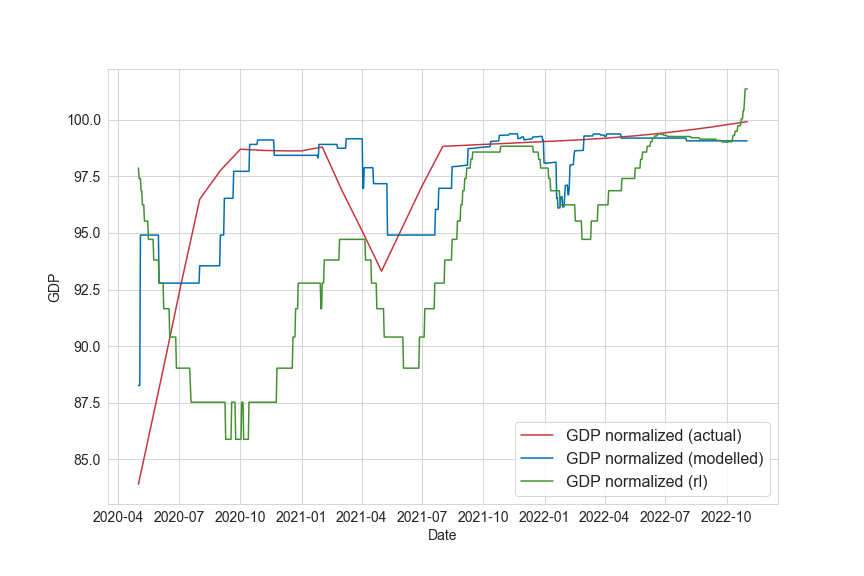 100.0
97.5
95.0
92.5
90.0
87.5
85.0
GDP
GDP normalized (actual)
GDP normalized (modelled)
GDP normalized (rl)
2020-04 2020-07 2020-10 2021-01 2021-04 2021-07 2021-10 2022-01 2022-04 2022-07 2022-10
Date